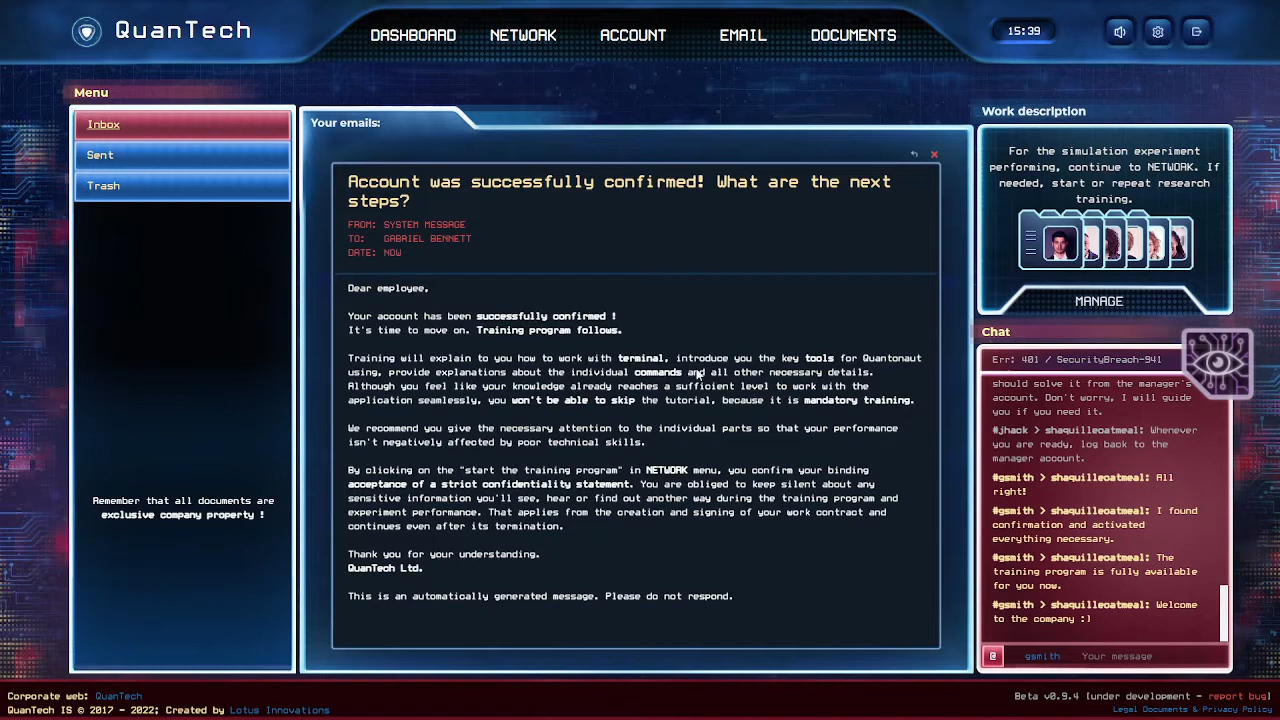 QuanTech
DASHBOARD
NETWORK
ACCOUNT
EMAIL
DOCUMENTS
15:39
Menu
Inbox
Sent
Trash
Remember that all documents are
exclusive company property !
Your emails:
Account was successfully confirmed! What are the next
steps?
FROM: SYSTEM MESSAGE
TO: GABRIEL BENNETT
DATE: NOW
Dear employee,
Your account has been successfully confirmed !
It's time to move on. Training program follows.
Training will explain to you how to work with terminal, introduce you the key tools for Quantonaut
using, provide explanations about the individual commands and all other necessary details.
Although you feel like your knowledge already reaches a sufficient level to work with the
application seamlessly, you won't be able to skip the tutorial, because it is mandatory training.
We recommend you give the necessary attention to the individual parts so that your performance
isn't negatively affected by poor technical skills.
By clicking on the "start the training program" in NETWORK menu, you confirm your binding
acceptance of a strict confidentiality statement. You are obliged to keep silent about any
sensitive information you'll see, hear or find out another way during the training program and
experiment performance. That applies from the creation and signing of your work contract and
continues even after its termination.
Thank you for your understanding.
QuanTech Ltd.
This is an automatically generated message. Please do not respond.
Work description
For the simulation experiment
performing, continue to NETWORK. If
needed, start or repeat research
training.
MANAGE
Chat
Err: 401 / SecurityBreach-941
should solve it from the manager's
account. Don't worry, I will guide
you if you need it.
#jhack > shaquilleoatmeal: Whenever
you are ready, log back to the
manager account.
#gsmith > shaquilleoatmeal: All
right!
#gsmith > shaquilleoatmeal: I found
confirmation and activated
everything necessary.
#gsmith > shaquilleoatmeal: The
training program is fully available
for you now.
#gsmith > shaquilleoatmeal: Welcome
to the company :)
@ gsmith Your message
Corporate web: QuanTech
QuanTech IS © 2017 - 2022; Created by Lotus Innovations
Beta v0.9.4 [under development - report bug]
Legal Documents & Privacy Policy